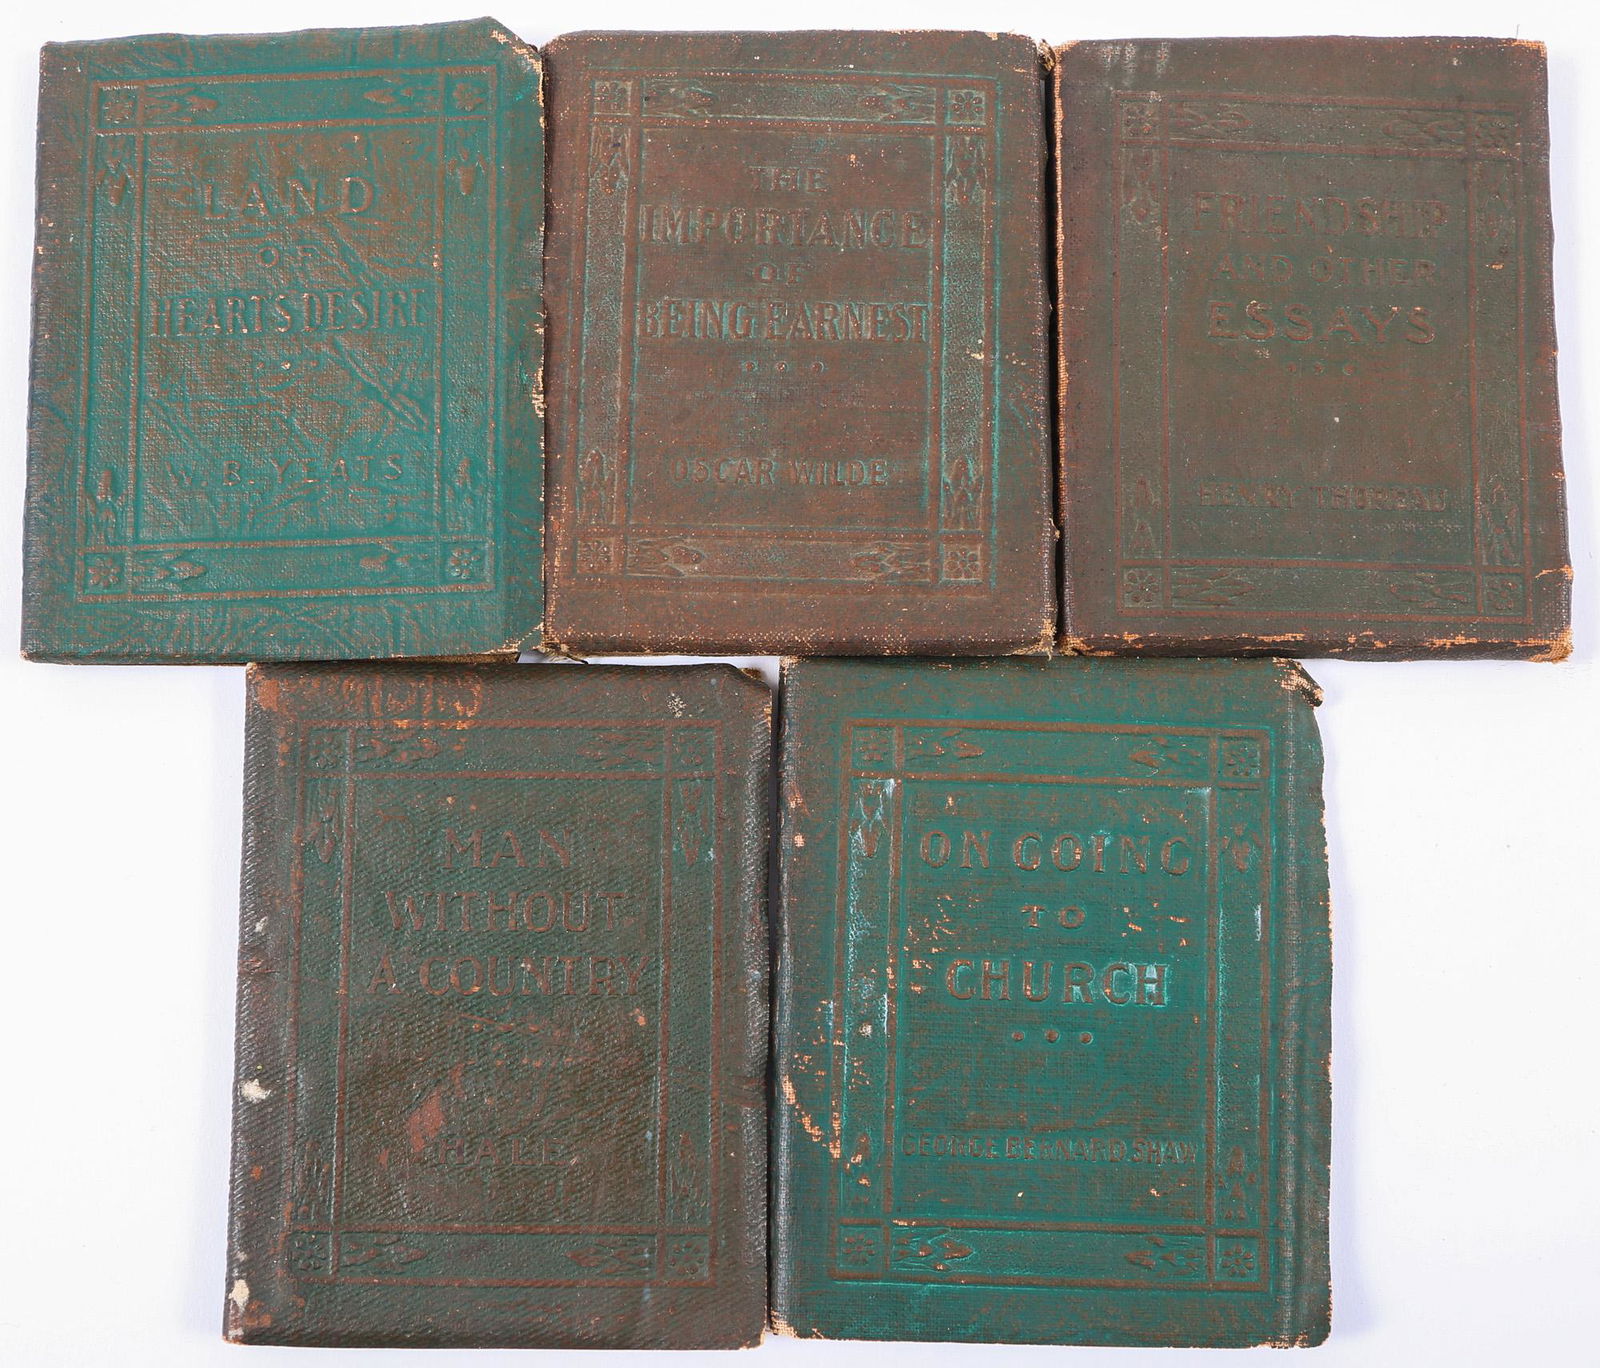 LAND
OF
HEART'S DESIRE
W. B. YEATS
THE
IMPORTANCE
OF
BEING EARNEST
OSCAR WILDE
FRIENDSHIP
AND OTHER
ESSAYS
HENRY THOREAU
MAN
WITHOUT
A COUNTRY
HALE
ON GOING
TO
CHURCH
GEORGE BERNARD SHAW